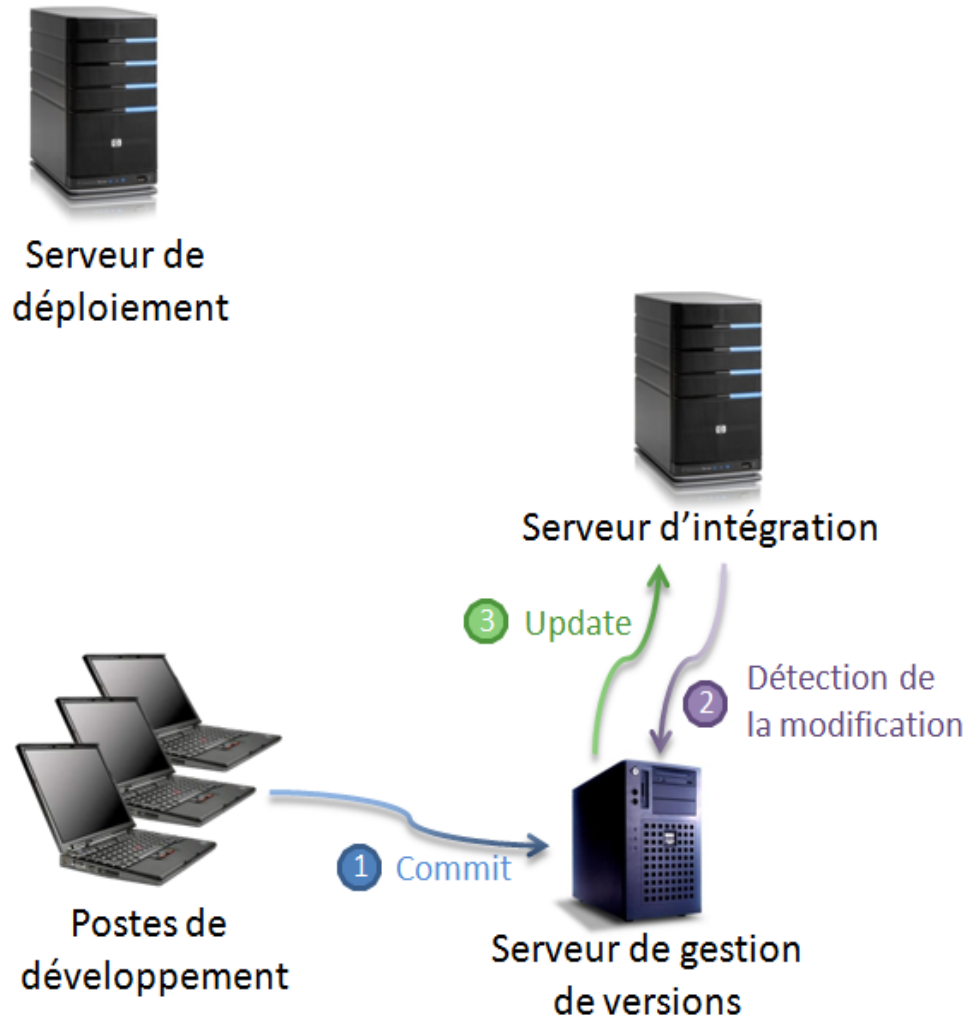 Serveur de
déploiement
Serveur d’intégration
3 Update
2 Détection de
la modification
1 Commit
Postes de
développement
Serveur de gestion
de versions